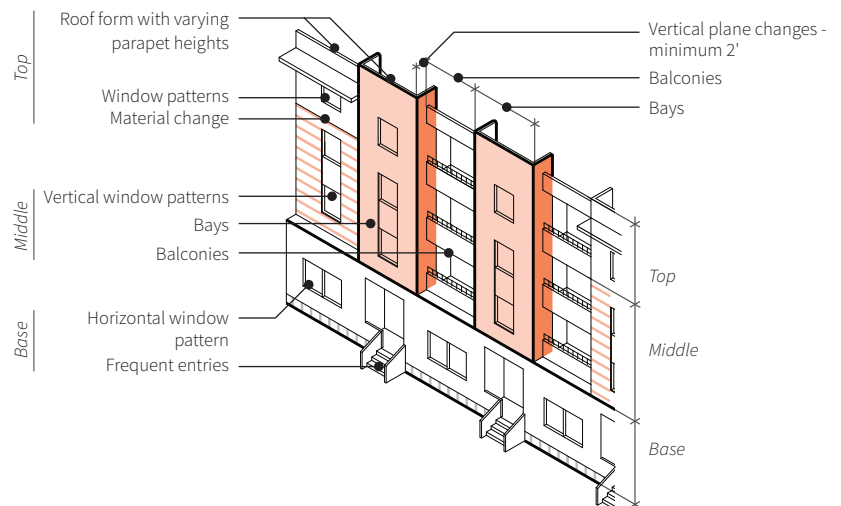 Roof form with varying
parapet heights
Top
Window patterns
Material change
Vertical window patterns
Middle
Bays
Balconies
Horizontal window
pattern
Base
Frequent entries
Vertical plane changes -
minimum 2'
Balconies
Bays
Top
Middle
Base